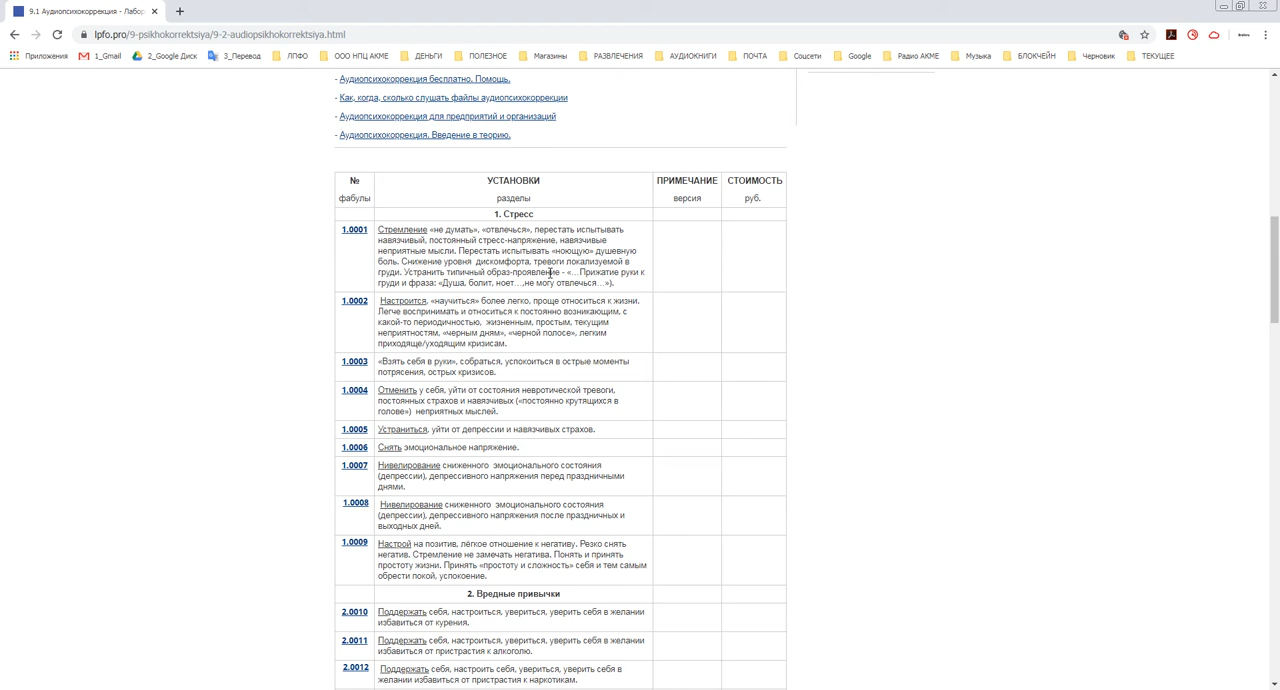 9.1 Аудиопсихокоррекция - Лабор
lpfo.pro/9-psikhokorrektsiya/9-2-audiopsikhokorrektsiya.html
Приложения 1_Gmail 2_Google Диск 3_Перевод ЛПФО ООО НПЦ АКМЕ ДЕНЬГИ ПОЛЕЗНОЕ Магазины РАЗВЛЕЧЕНИЯ АУДИОКНИГИ ПОЧТА Соцсети Google Радио АКМЕ Музыка БЛОКЧЕЙН Черновик ТЕКУЩЕЕ
- Аудиопсихокоррекция бесплатно. Помощь.
- Как, когда, сколько слушать файлы аудиопсихокоррекции
- Аудиопсихокоррекция для предприятий и организаций
- Аудиопсихокоррекция. Введение в теорию.
№ УСТАНОВКИ ПРИМЕЧАНИЕ СТОИМОСТЬ
фабулы разделы версия руб.
1. Стресс
1.0001 Стремление «не думать», «отвлечься», перестать испытывать
навязчивый, постоянный стресс-напряжение, навязчивые
неприятные мысли. Перестать испытывать «ноющую» душевную
боль. Снижение уровня дискомфорта, тревоги локализуемой в
груди. Устранить типичный образ-проявление - «…Прижатие руки к
груди и фраза: «Душа, болит, ноет…,не могу отвлечься…»).
1.0002 Настроится, «научиться» более легко, проще относиться к жизни.
Легче воспринимать и относиться к постоянно возникающим, с
какой-то периодичностью, жизненным, простым, текущим
неприятностям, «черным дням», «черной полосе», легким
приходяще/уходящим кризисам.
1.0003 «Взять себя в руки», собраться, успокоиться в острые моменты
потрясения, острых кризисов.
1.0004 Отменить у себя, уйти от состояния невротической тревоги,
постоянных страхов и навязчивых («постоянно крутящихся в
голове») неприятных мыслей.
1.0005 Устраниться, уйти от депрессии и навязчивых страхов.
1.0006 Снять эмоциональное напряжение.
1.0007 Нивелирование сниженного эмоционального состояния
(депрессии), депрессивного напряжения перед праздничными
днями.
1.0008 Нивелирование сниженного эмоционального состояния
(депрессии), депрессивного напряжения после праздничных и
выходных дней.
1.0009 Настрой на позитив, лёгкое отношение к негативу. Резко снять
негатив. Стремление не замечать негатива. Понять и принять
простоту жизни. Принять «простоту и сложность» себя и тем самым
обрести покой, успокоение.
2. Вредные привычки
2.0010 Поддержать себя, настроиться, увериться, уверить себя в желании
избавиться от курения.
2.0011 Поддержать себя, настроиться, увериться, уверить себя в желании
избавиться от пристрастия к алкоголю.
2.0012 Поддержать себя, настроить себя, увериться, уверить себя в
желании избавиться от пристрастия к наркотикам.